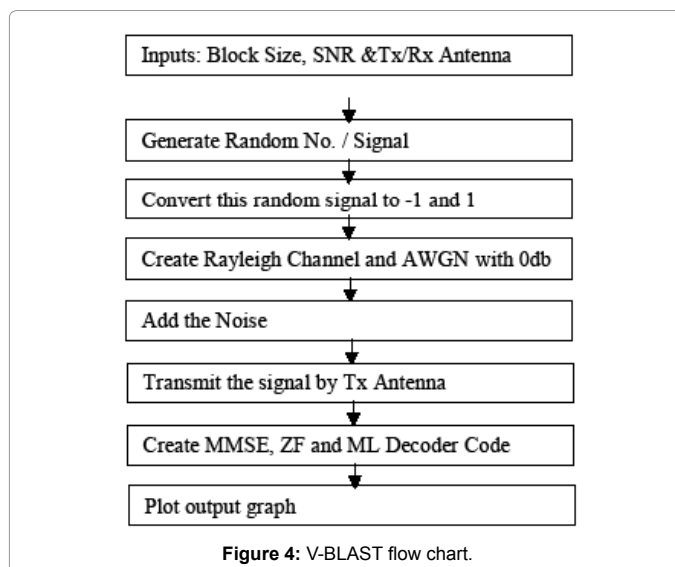 Inputs: Block Size, SNR &Tx/Rx Antenna
Generate Random No. / Signal
Convert this random signal to -1 and 1
Create Rayleigh Channel and AWGN with 0db
Add the Noise
Transmit the signal by Tx Antenna
Create MMSE, ZF and ML Decoder Code
Plot output graph
Figure 4: V-BLAST flow chart.